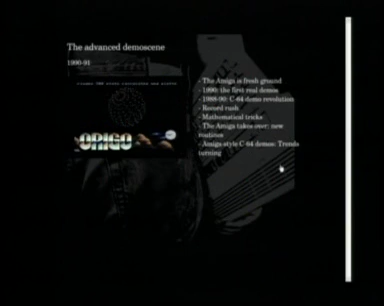 The advanced demoscene
1990-91
ORIGO
- The Amiga is fresh ground
- 1990: the first real demos
- 1988-90: C-64 demo revolution
- Record rush
- Mathematical tricks
- The Amiga takes over: new
routines
- Amiga style C-64 demos: Trends
turning